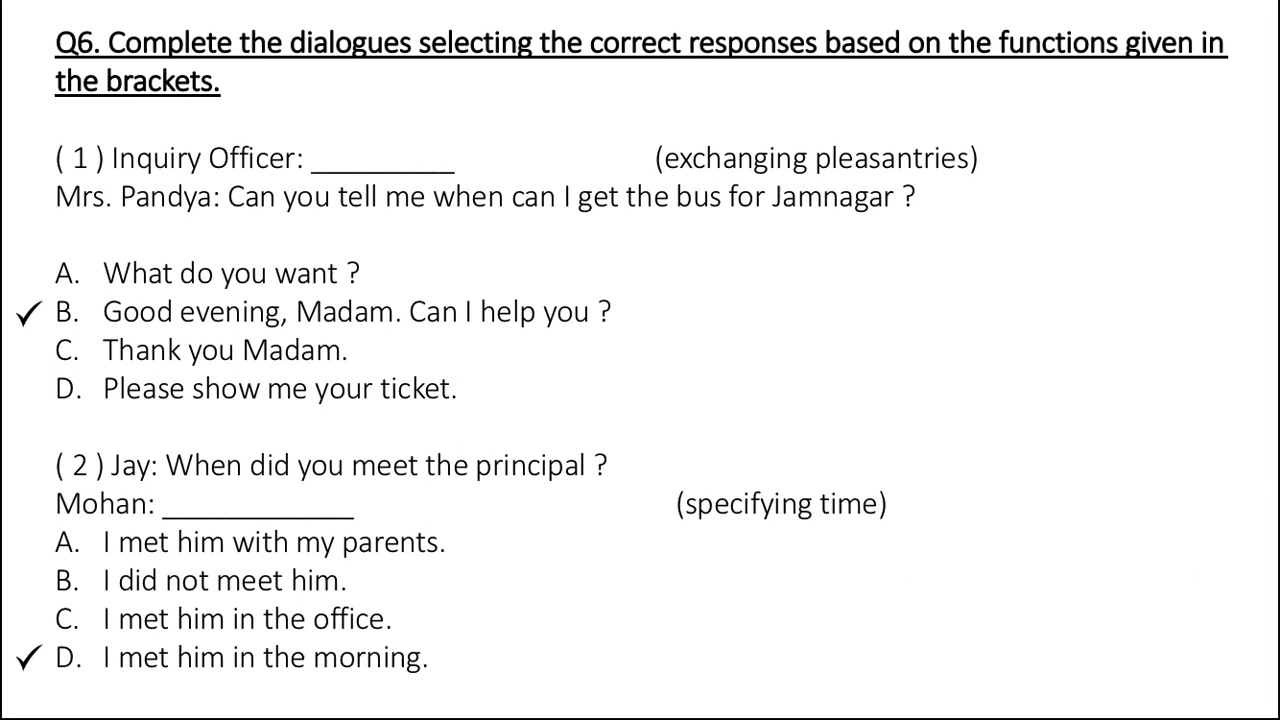 Q6. Complete the dialogues selecting the correct responses based on the functions given in
the brackets.
( 1 ) Inquiry Officer: _________ (exchanging pleasantries)
Mrs. Pandya: Can you tell me when can I get the bus for Jamnagar ?
A. What do you want ?
✓ B. Good evening, Madam. Can I help you ?
C. Thank you Madam.
D. Please show me your ticket.
( 2 ) Jay: When did you meet the principal ?
Mohan: ____________ (specifying time)
A. I met him with my parents.
B. I did not meet him.
C. I met him in the office.
✓ D. I met him in the morning.